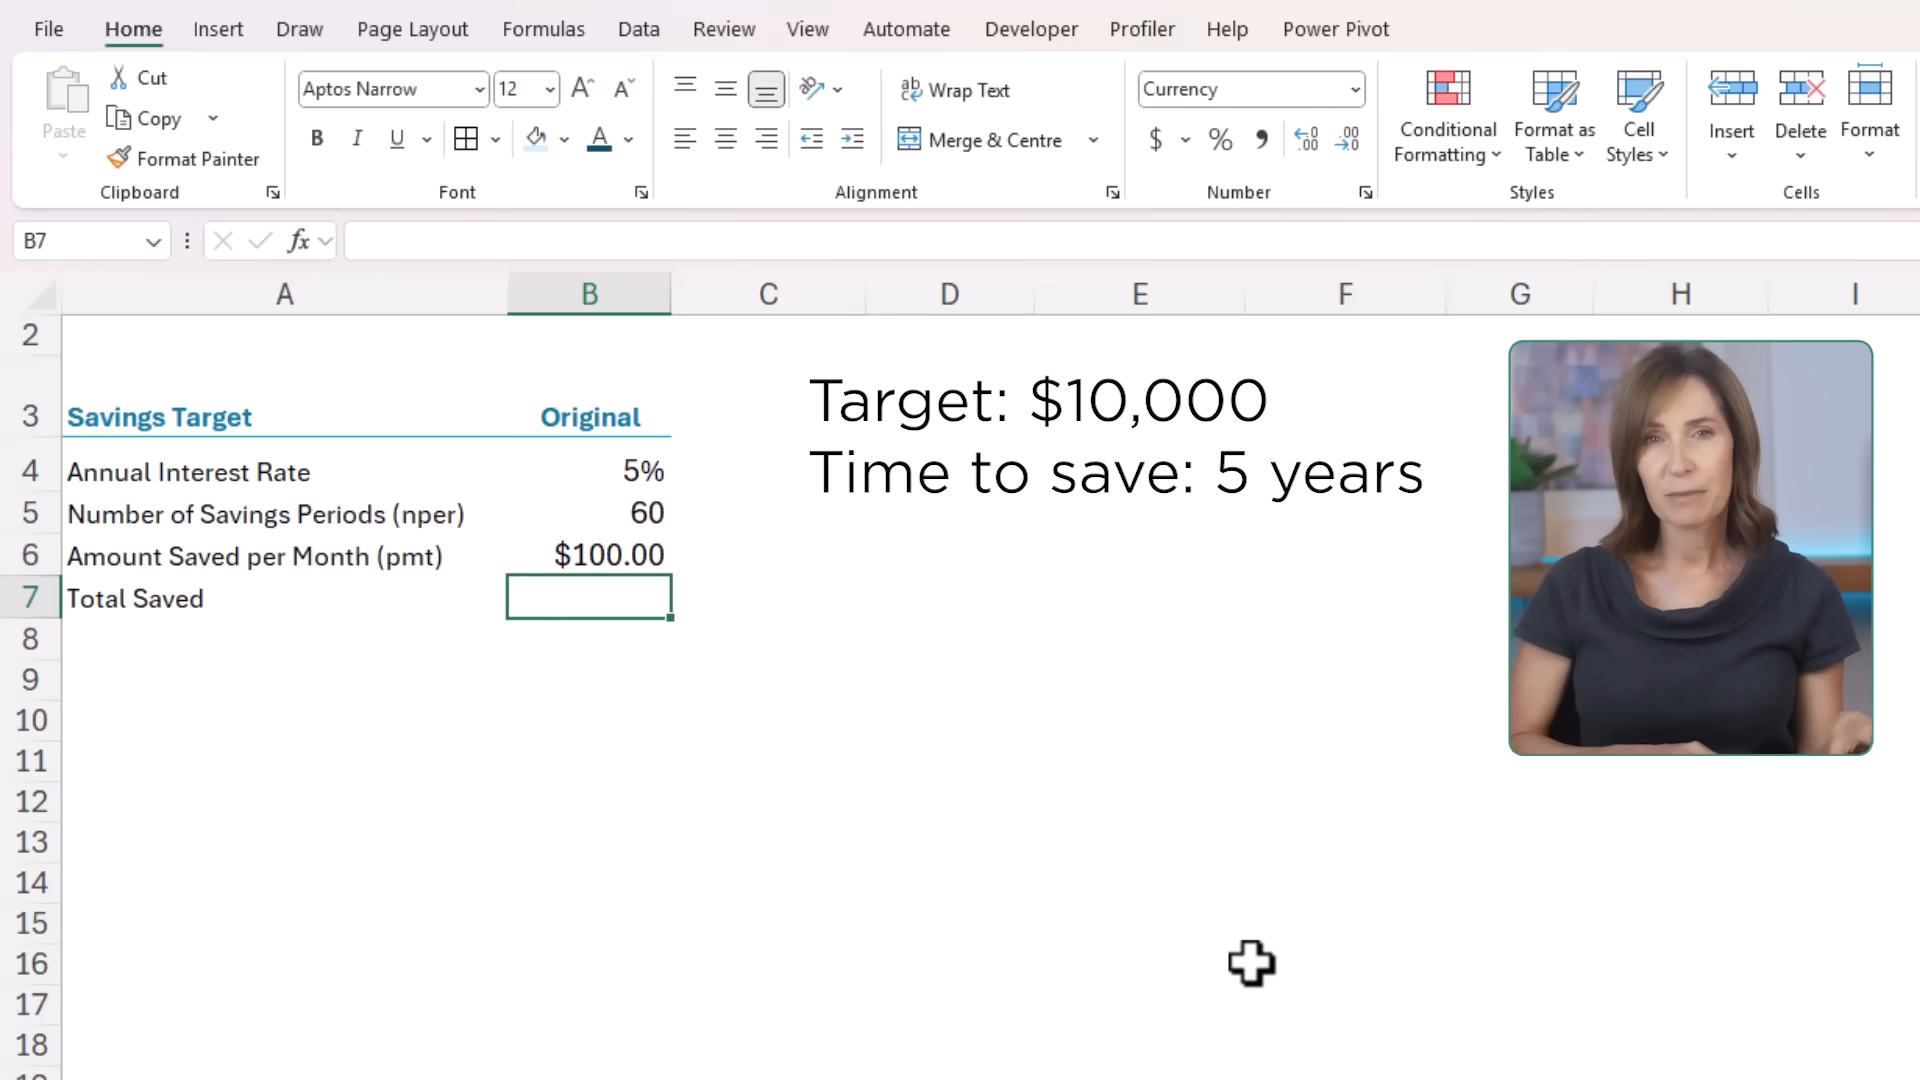 File Home Insert Draw Page Layout Formulas Data Review View Automate Developer Profiler Help Power Pivot
Paste
Cut
Copy
Format Painter
Clipboard
Aptos Narrow 12
B I U
Font
Wrap Text
Merge & Centre
Alignment
Currency
$ % 9
Number
Conditional Formatting
Format as Table
Cell Styles
Styles
Insert
Delete
Format
Cells
B7 fx
A B C D E F G H I
2
3 Savings Target Original
4 Annual Interest Rate 5%
5 Number of Savings Periods (nper) 60
6 Amount Saved per Month (pmt) $100.00
7 Total Saved
8
9
10
11
12
13
14
15
16
17
18
Target: $10,000
Time to save: 5 years